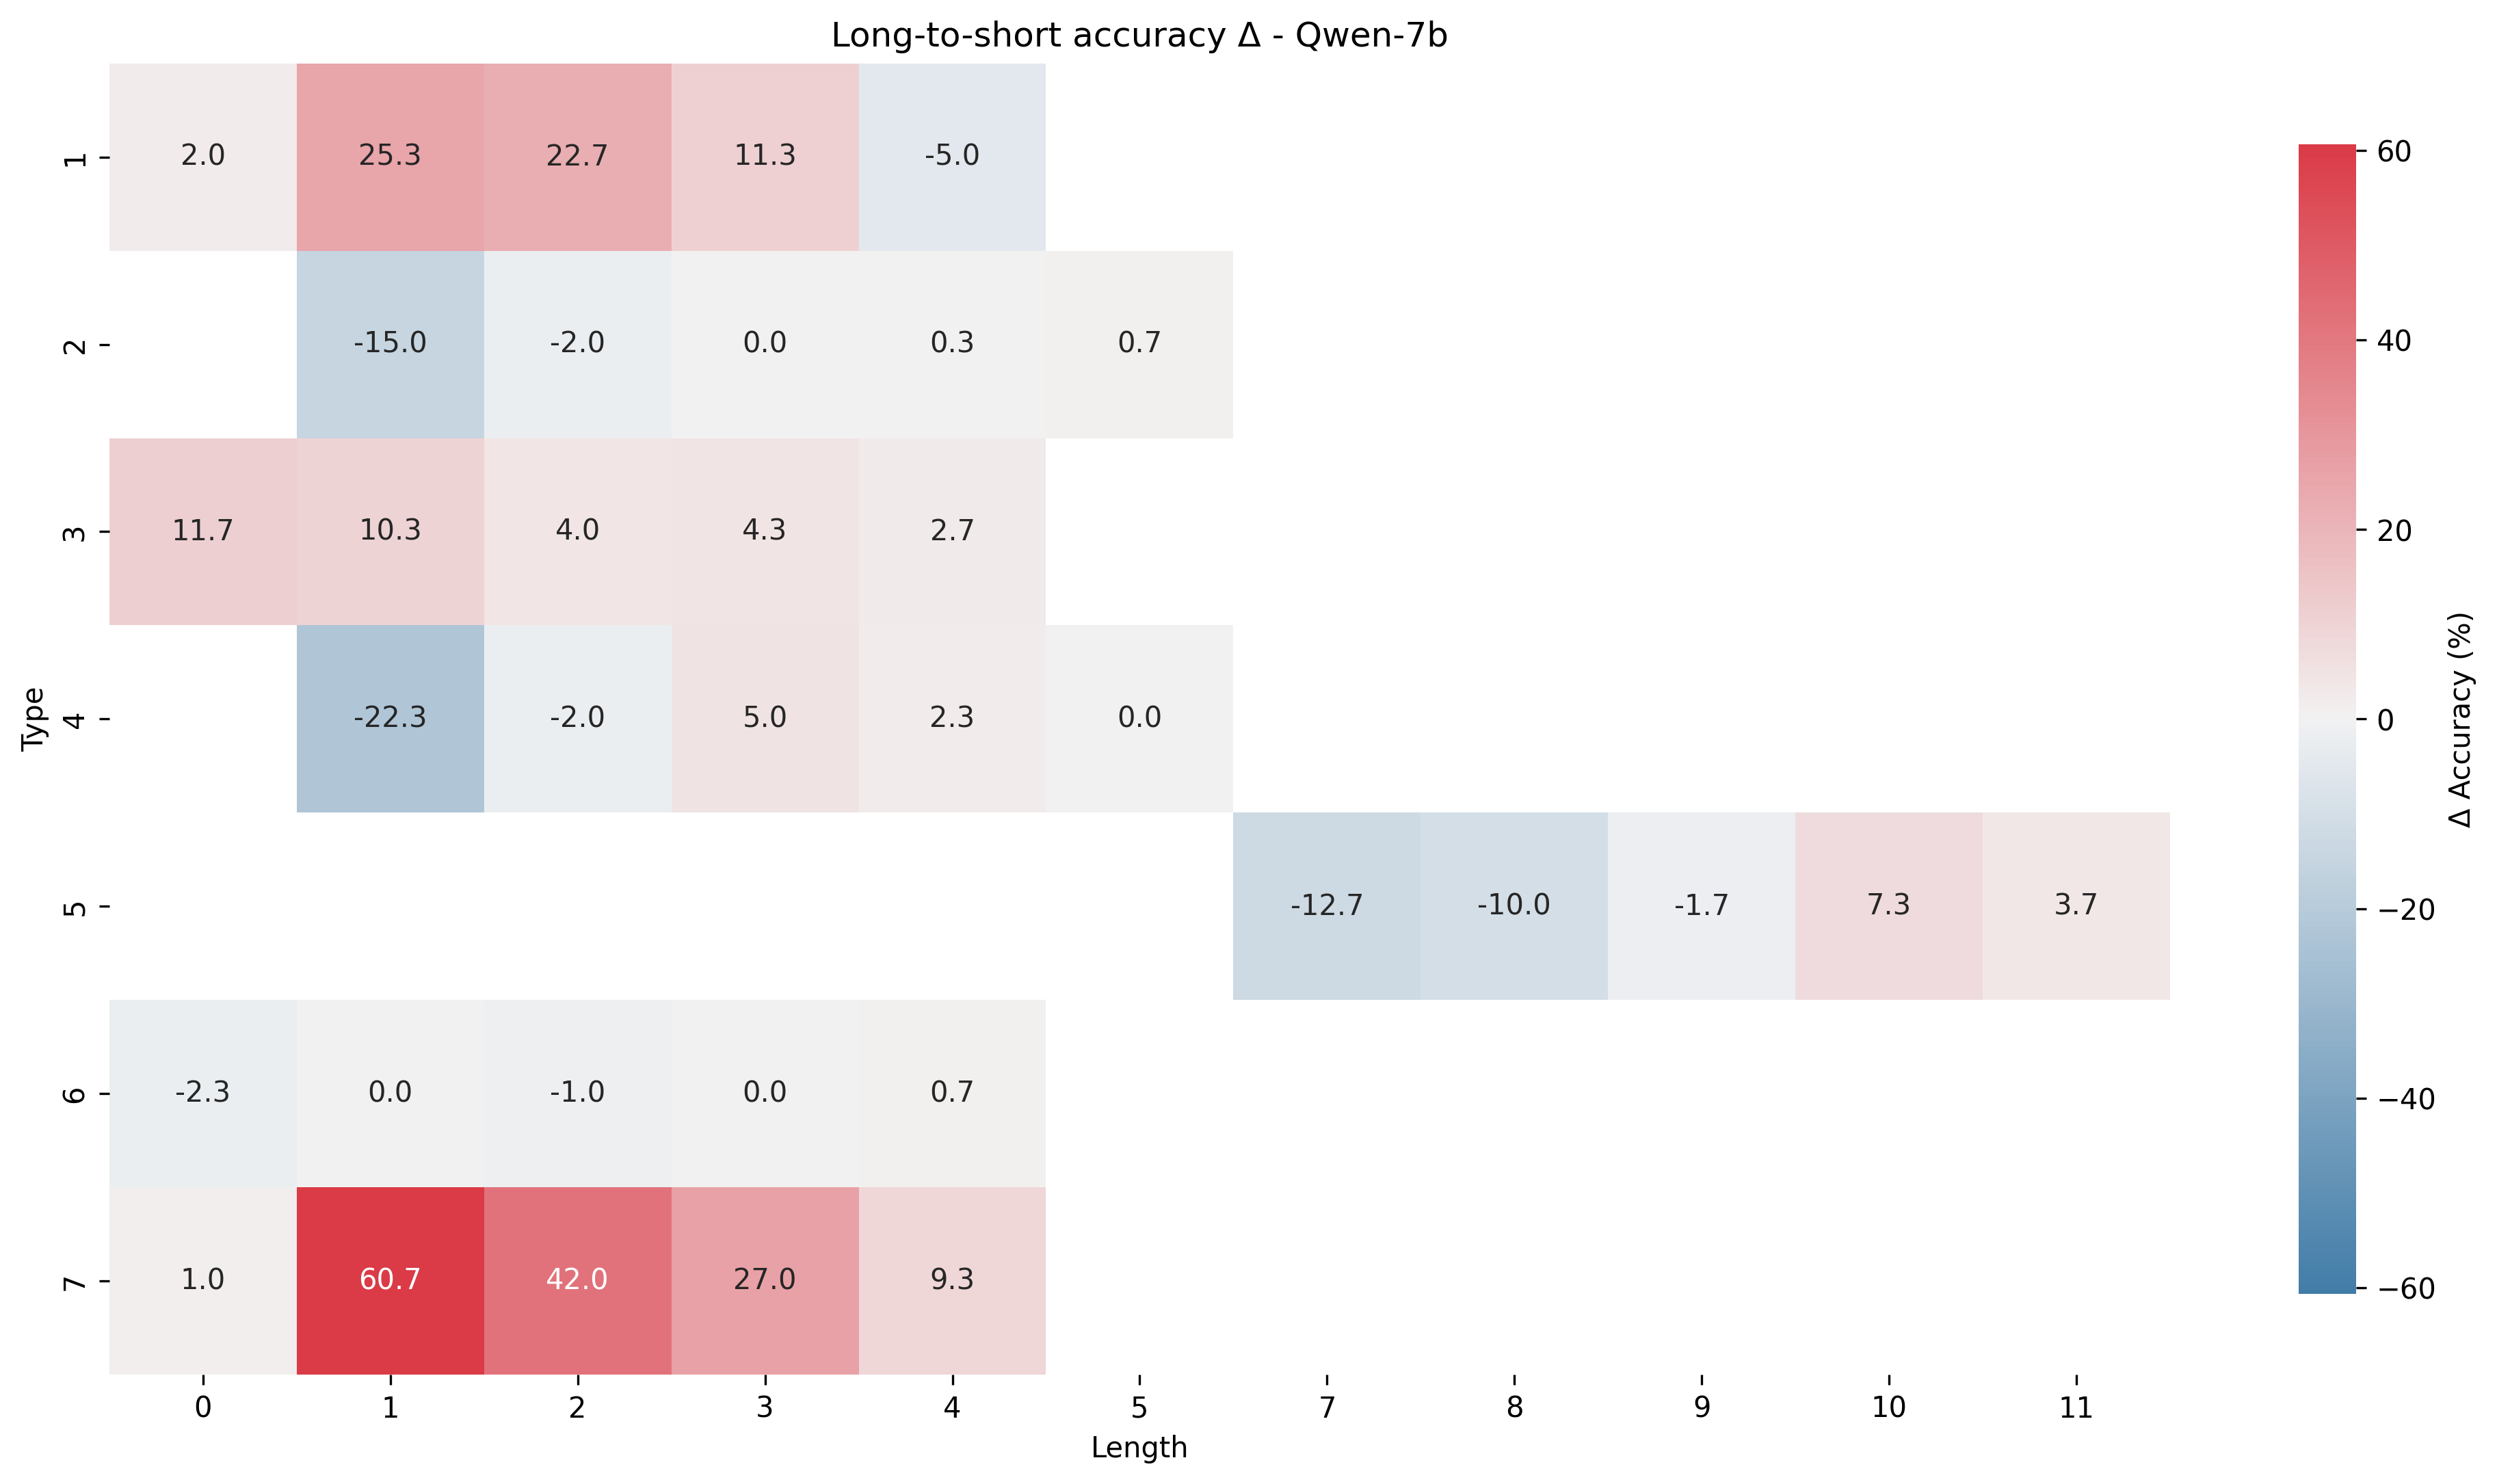 Long-to-short accuracy Δ - Qwen-7b
1 2.0 25.3 22.7 11.3 -5.0
2 -15.0 -2.0 0.0 0.3 0.7
3 11.7 10.3 4.0 4.3 2.7
4 -22.3 -2.0 5.0 2.3 0.0
5 -12.7 -10.0 -1.7 7.3 3.7
6 -2.3 0.0 -1.0 0.0 0.7
7 1.0 60.7 42.0 27.0 9.3
0 1 2 3 4 5 7 8 9 10 11
Length
Type
60
40
20
0
−20
−40
−60
Δ Accuracy (%)